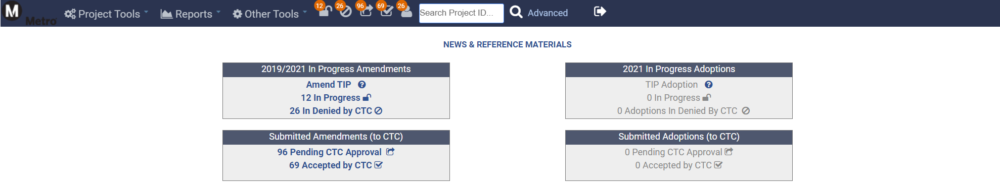 M
Metro
Project Tools
Reports
Other Tools
12
26
96
69
26
Search Project ID...
Advanced
NEWS & REFERENCE MATERIALS
2019/2021 In Progress Amendments
Amend TIP ?
12 In Progress
26 In Denied by CTC
2021 In Progress Adoptions
TIP Adoption ?
0 In Progress
0 Adoptions In Denied By CTC
Submitted Amendments (to CTC)
96 Pending CTC Approval
69 Accepted by CTC
Submitted Adoptions (to CTC)
0 Pending CTC Approval
0 Accepted by CTC